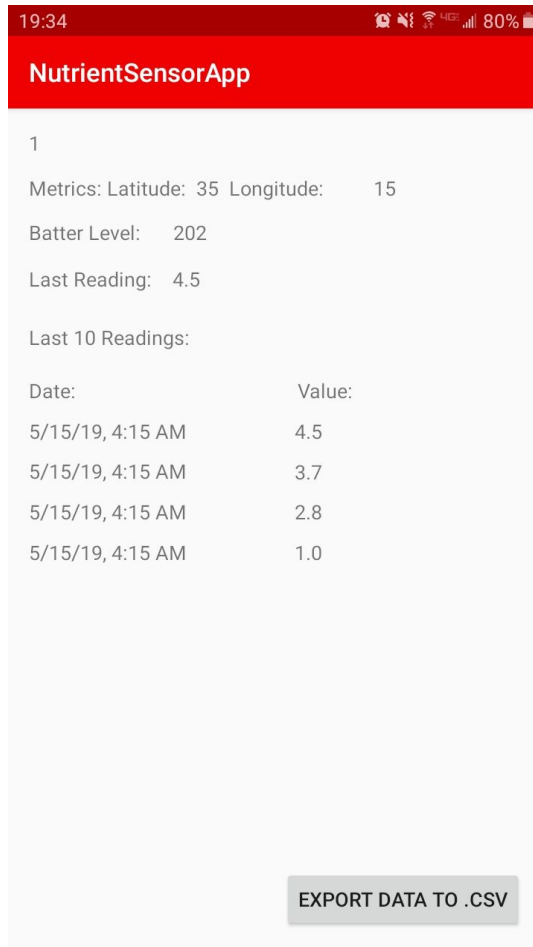 19:34 4GE 80%
NutrientSensorApp
1
Metrics: Latitude: 35 Longitude: 15
Batter Level: 202
Last Reading: 4.5
Last 10 Readings:
Date: Value:
5/15/19, 4:15 AM 4.5
5/15/19, 4:15 AM 3.7
5/15/19, 4:15 AM 2.8
5/15/19, 4:15 AM 1.0
EXPORT DATA TO .CSV